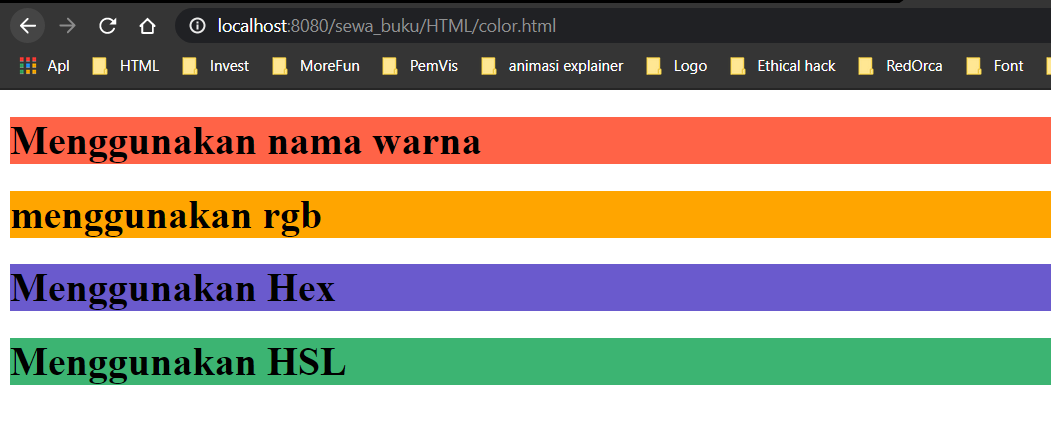 localhost:8080/sewa_buku/HTML/color.html
Apl HTML Invest MoreFun PemVis animasi explainer Logo Ethical hack RedOrca Font
Menggunakan nama warna
menggunakan rgb
Menggunakan Hex
Menggunakan HSL